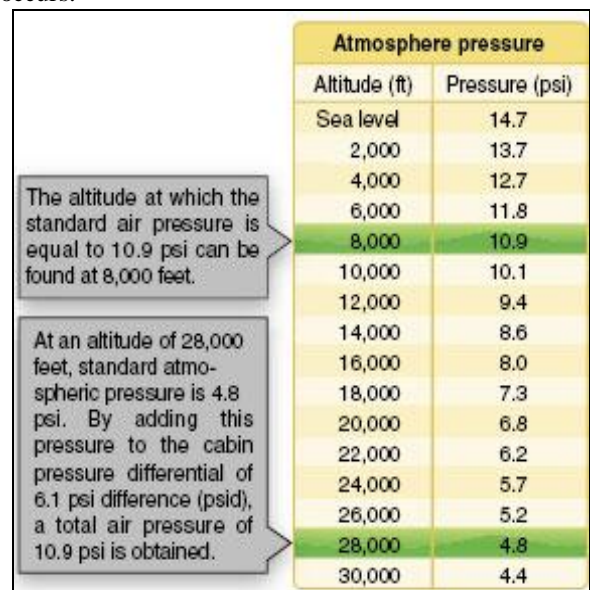 occurs.
Atmosphere pressure
Altitude (ft) Pressure (psi)
Sea level 14.7
2,000 13.7
4,000 12.7
6,000 11.8
8,000 10.9
10,000 10.1
12,000 9.4
14,000 8.6
16,000 8.0
18,000 7.3
20,000 6.8
22,000 6.2
24,000 5.7
26,000 5.2
28,000 4.8
30,000 4.4
The altitude at which the
standard air pressure is
equal to 10.9 psi can be
found at 8,000 feet.
At an altitude of 28,000
feet, standard atmo-
spheric pressure is 4.8
psi. By adding this
pressure to the cabin
pressure differential of
6.1 psi difference (psid),
a total air pressure of
10.9 psi is obtained.